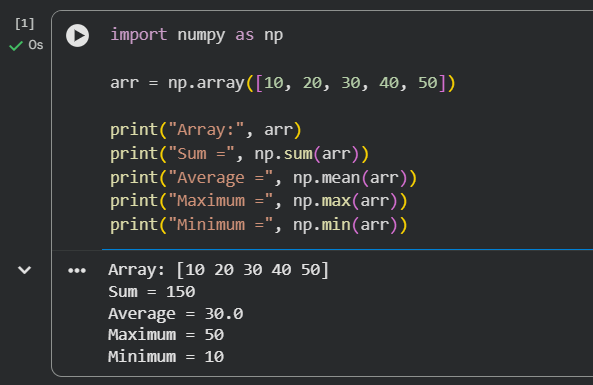 [1]
0s
import numpy as np
arr = np.array([10, 20, 30, 40, 50])
print("Array:", arr)
print("Sum =", np.sum(arr))
print("Average =", np.mean(arr))
print("Maximum =", np.max(arr))
print("Minimum =", np.min(arr))
Array: [10 20 30 40 50]
Sum = 150
Average = 30.0
Maximum = 50
Minimum = 10